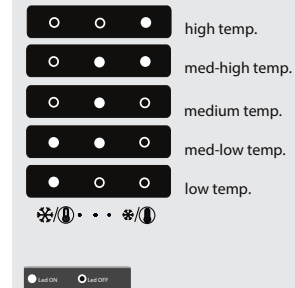 high temp.
med-high temp.
medium temp.
med-low temp.
low temp.
Led ON Led OFF